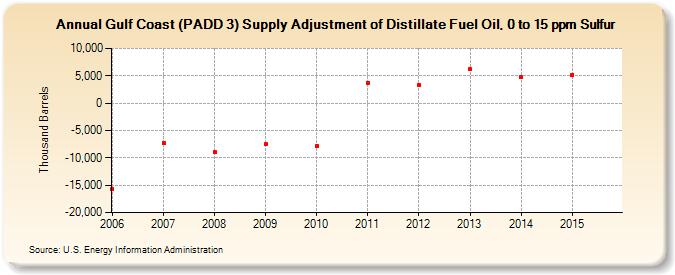 Annual Gulf Coast (PADD 3) Supply Adjustment of Distillate Fuel Oil, 0 to 15 ppm Sulfur
Thousand Barrels
10,000
5,000
0
-5,000
-10,000
-15,000
-20,000
2006 2007 2008 2009 2010 2011 2012 2013 2014 2015
Source: U.S. Energy Information Administration